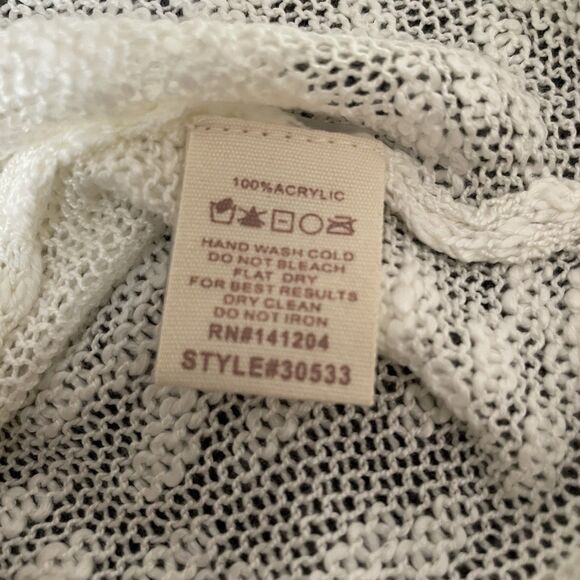 100%ACRYLIC
HAND WASH COLD
DO NOT BLEACH
FLAT DRY
FOR BEST RESULTS
DRY CLEAN
DO NOT IRON
RN#141204
STYLE#30533